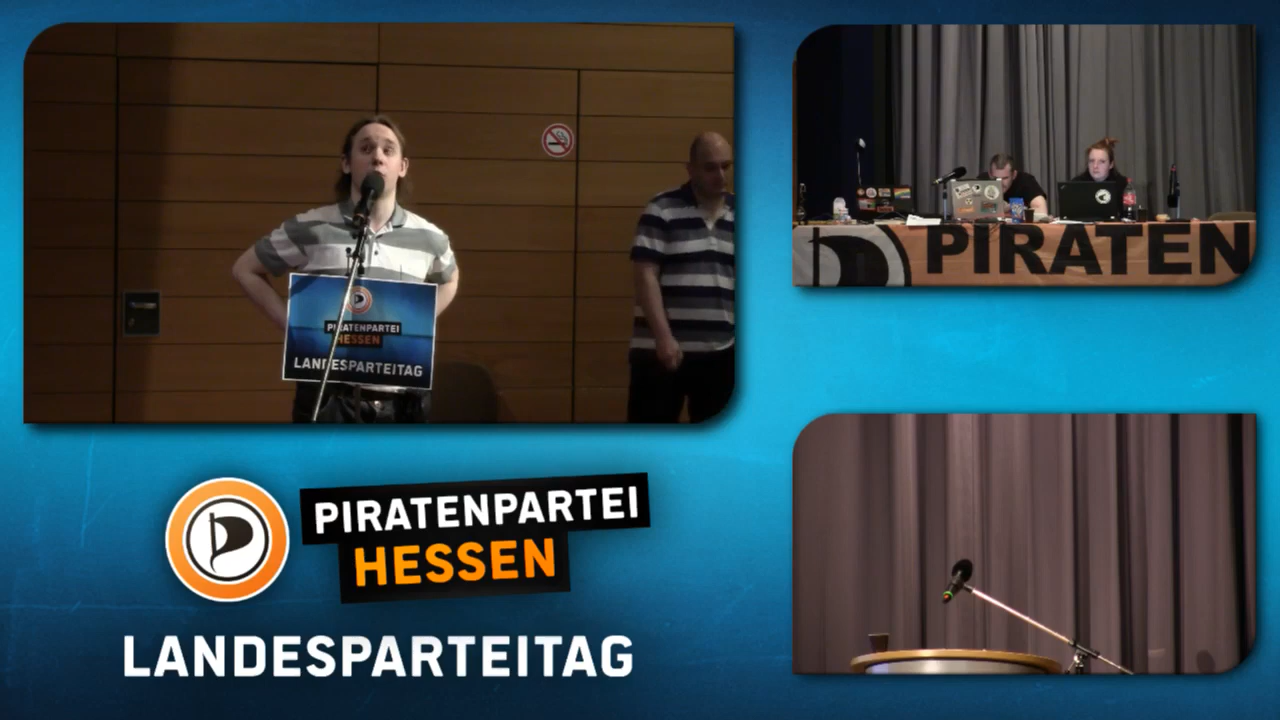 PIRATENPARTEI
HESSEN
LANDESPARTEITAG
PIRATEN
PIRATENPARTEI
HESSEN
LANDESPARTEITAG